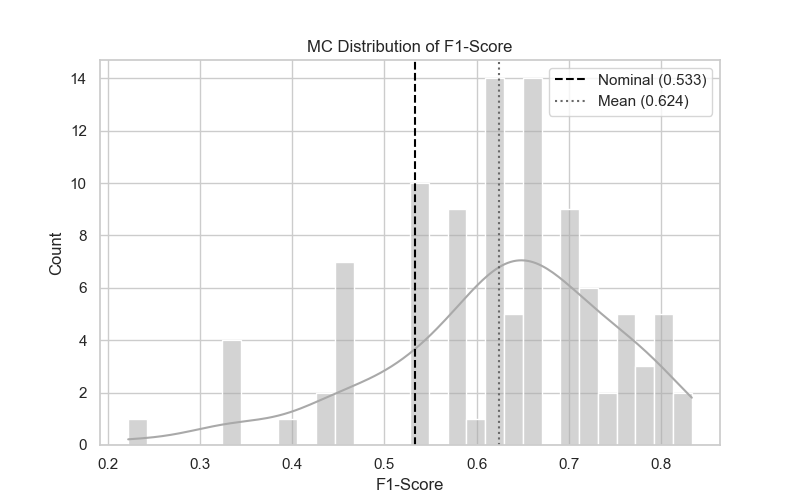 MC Distribution of F1-Score
Nominal (0.533)
Mean (0.624)
14
12
10
8
6
4
2
0
Count
0.2 0.3 0.4 0.5 0.6 0.7 0.8
F1-Score